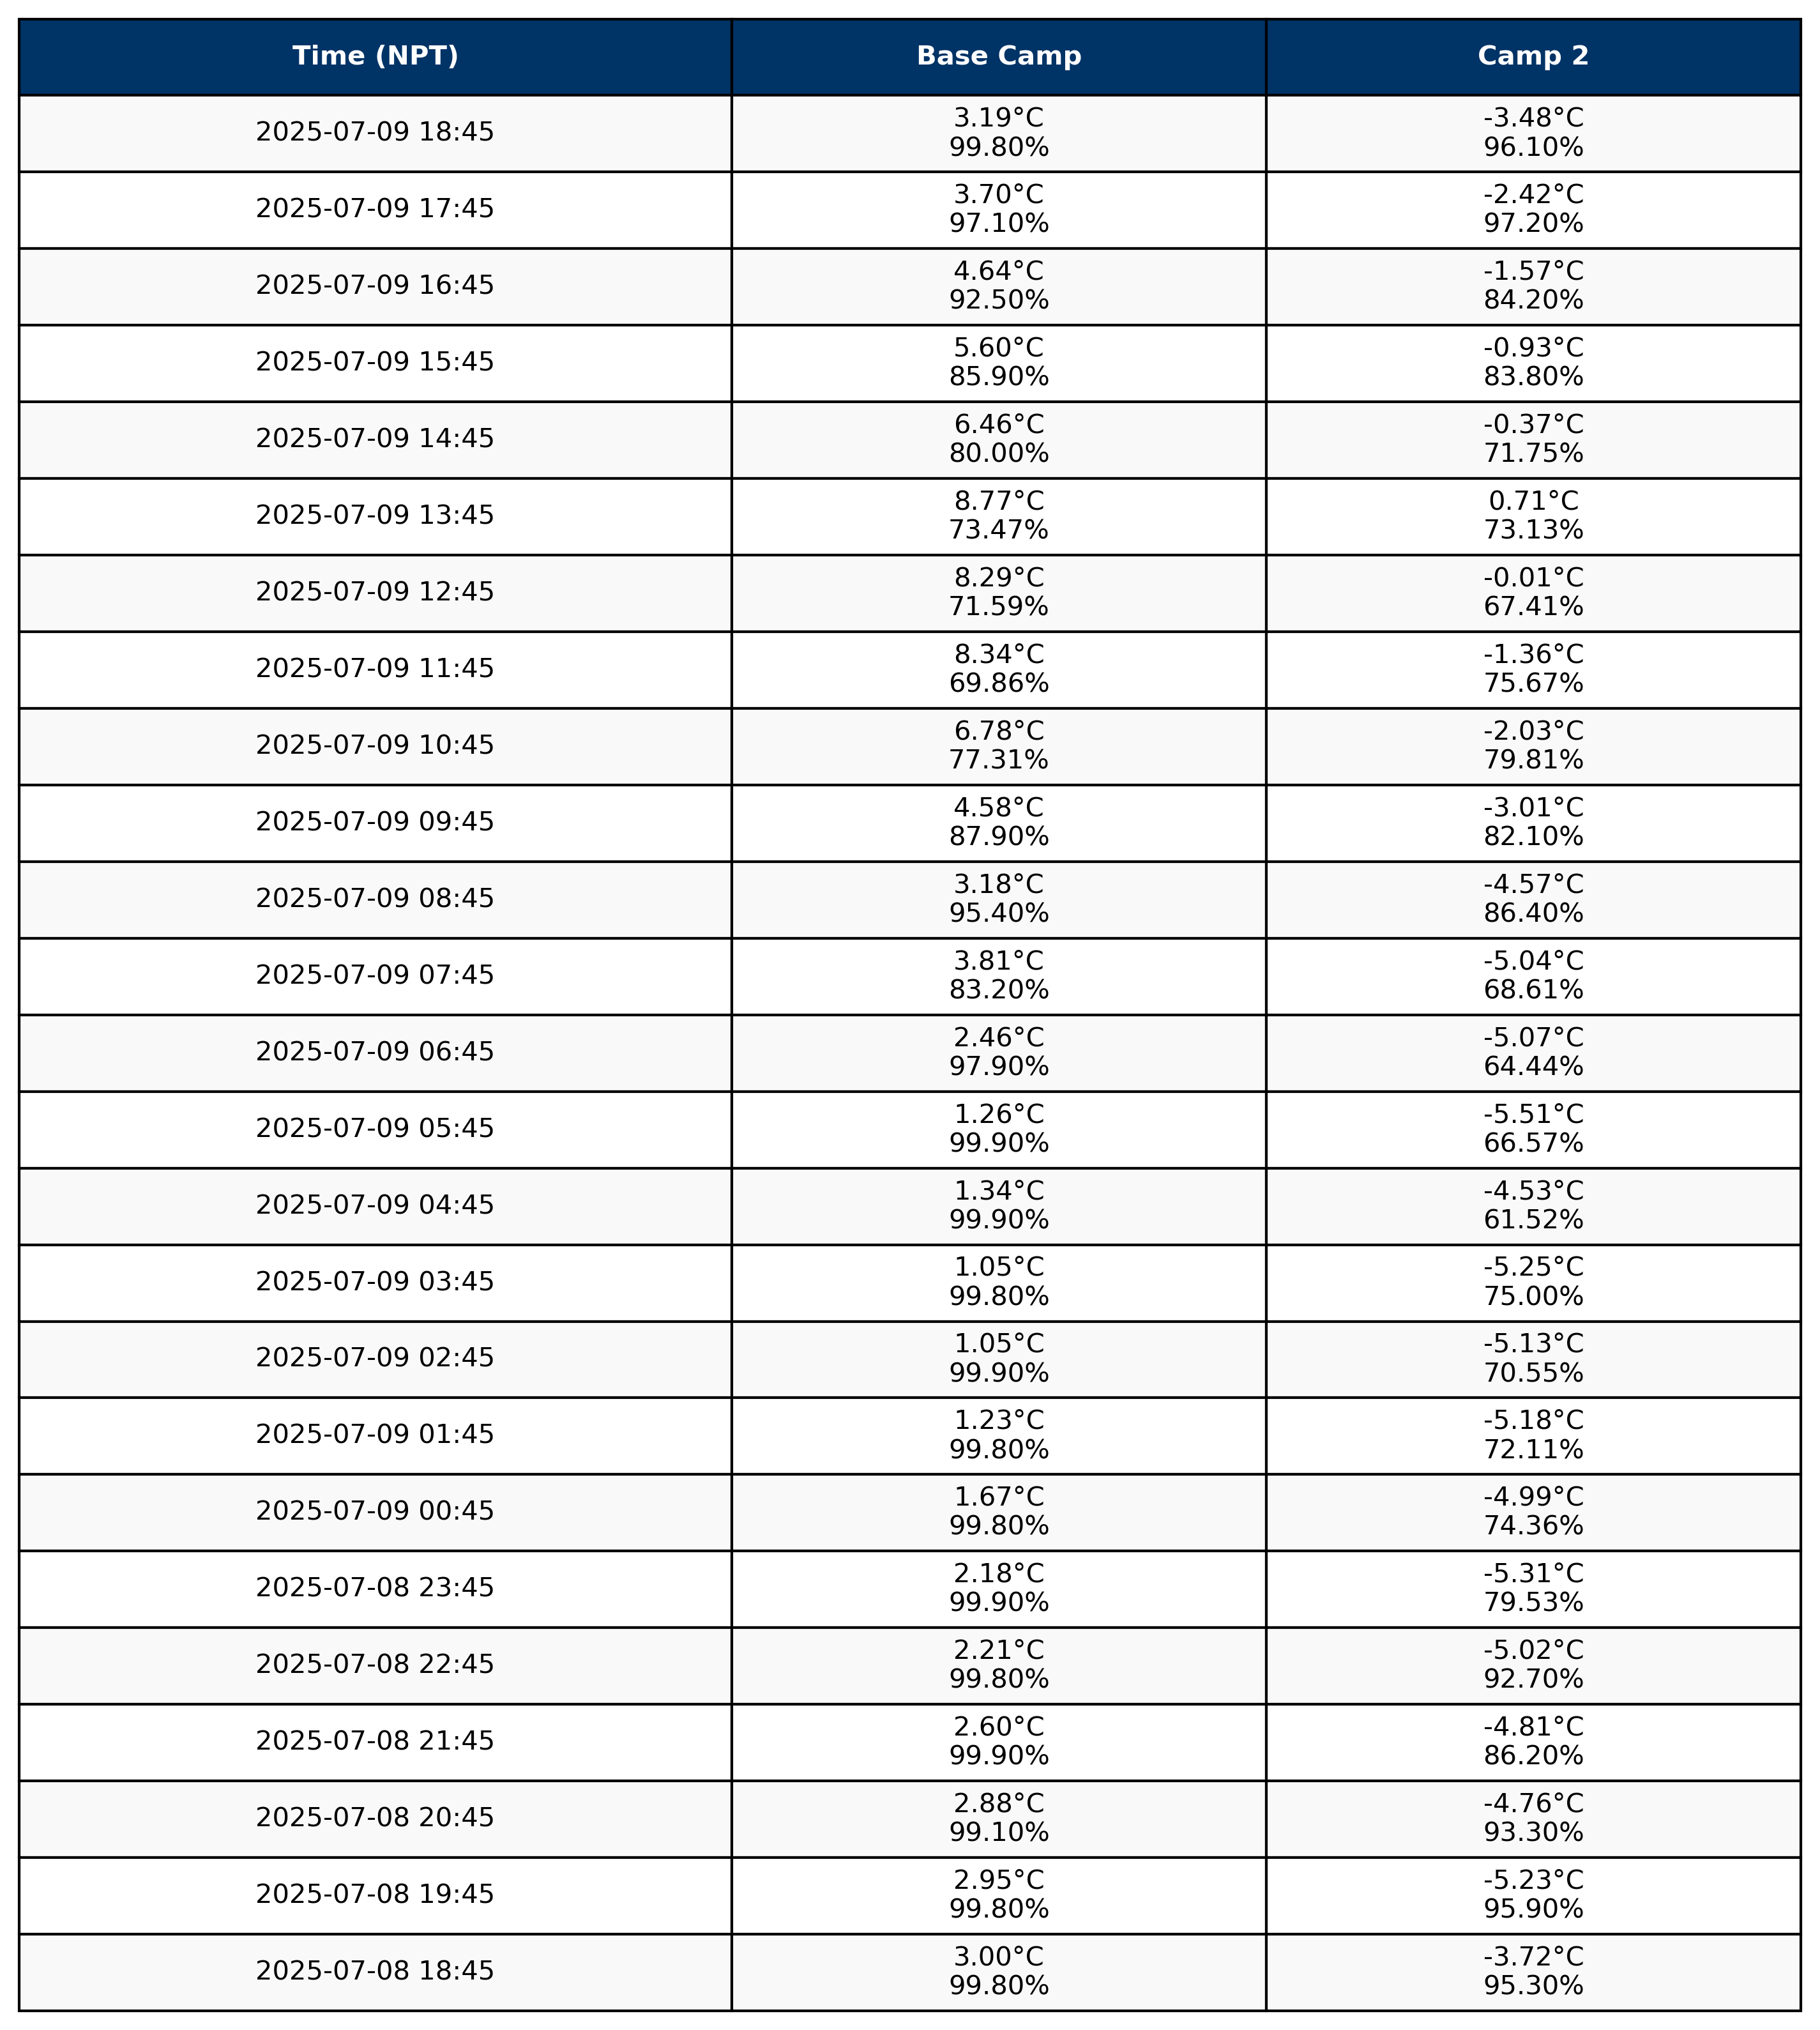 Time (NPT) Base Camp Camp 2
2025-07-09 18:45 3.19°C -3.48°C
99.80% 96.10%
2025-07-09 17:45 3.70°C -2.42°C
97.10% 97.20%
2025-07-09 16:45 4.64°C -1.57°C
92.50% 84.20%
2025-07-09 15:45 5.60°C -0.93°C
85.90% 83.80%
2025-07-09 14:45 6.46°C -0.37°C
80.00% 71.75%
2025-07-09 13:45 8.77°C 0.71°C
73.47% 73.13%
2025-07-09 12:45 8.29°C -0.01°C
71.59% 67.41%
2025-07-09 11:45 8.34°C -1.36°C
69.86% 75.67%
2025-07-09 10:45 6.78°C -2.03°C
77.31% 79.81%
2025-07-09 09:45 4.58°C -3.01°C
87.90% 82.10%
2025-07-09 08:45 3.18°C -4.57°C
95.40% 86.40%
2025-07-09 07:45 3.81°C -5.04°C
83.20% 68.61%
2025-07-09 06:45 2.46°C -5.07°C
97.90% 64.44%
2025-07-09 05:45 1.26°C -5.51°C
99.90% 66.57%
2025-07-09 04:45 1.34°C -4.53°C
99.90% 61.52%
2025-07-09 03:45 1.05°C -5.25°C
99.80% 75.00%
2025-07-09 02:45 1.05°C -5.13°C
99.90% 70.55%
2025-07-09 01:45 1.23°C -5.18°C
99.80% 72.11%
2025-07-09 00:45 1.67°C -4.99°C
99.80% 74.36%
2025-07-08 23:45 2.18°C -5.31°C
99.90% 79.53%
2025-07-08 22:45 2.21°C -5.02°C
99.80% 92.70%
2025-07-08 21:45 2.60°C -4.81°C
99.90% 86.20%
2025-07-08 20:45 2.88°C -4.76°C
99.10% 93.30%
2025-07-08 19:45 2.95°C -5.23°C
99.80% 95.90%
2025-07-08 18:45 3.00°C -3.72°C
99.80% 95.30%